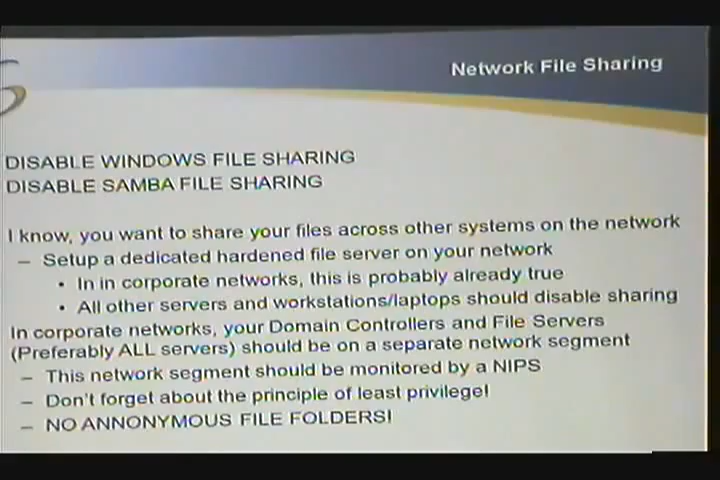 Network File Sharing
DISABLE WINDOWS FILE SHARING
DISABLE SAMBA FILE SHARING
I know, you want to share your files across other systems on the network
– Setup a dedicated hardened file server on your network
• In in corporate networks, this is probably already true
• All other servers and workstations/laptops should disable sharing
In corporate networks, your Domain Controllers and File Servers
(Preferably ALL servers) should be on a separate network segment
– This network segment should be monitored by a NIPS
– Don't forget about the principle of least privilege!
– NO ANNONYMOUS FILE FOLDERS!